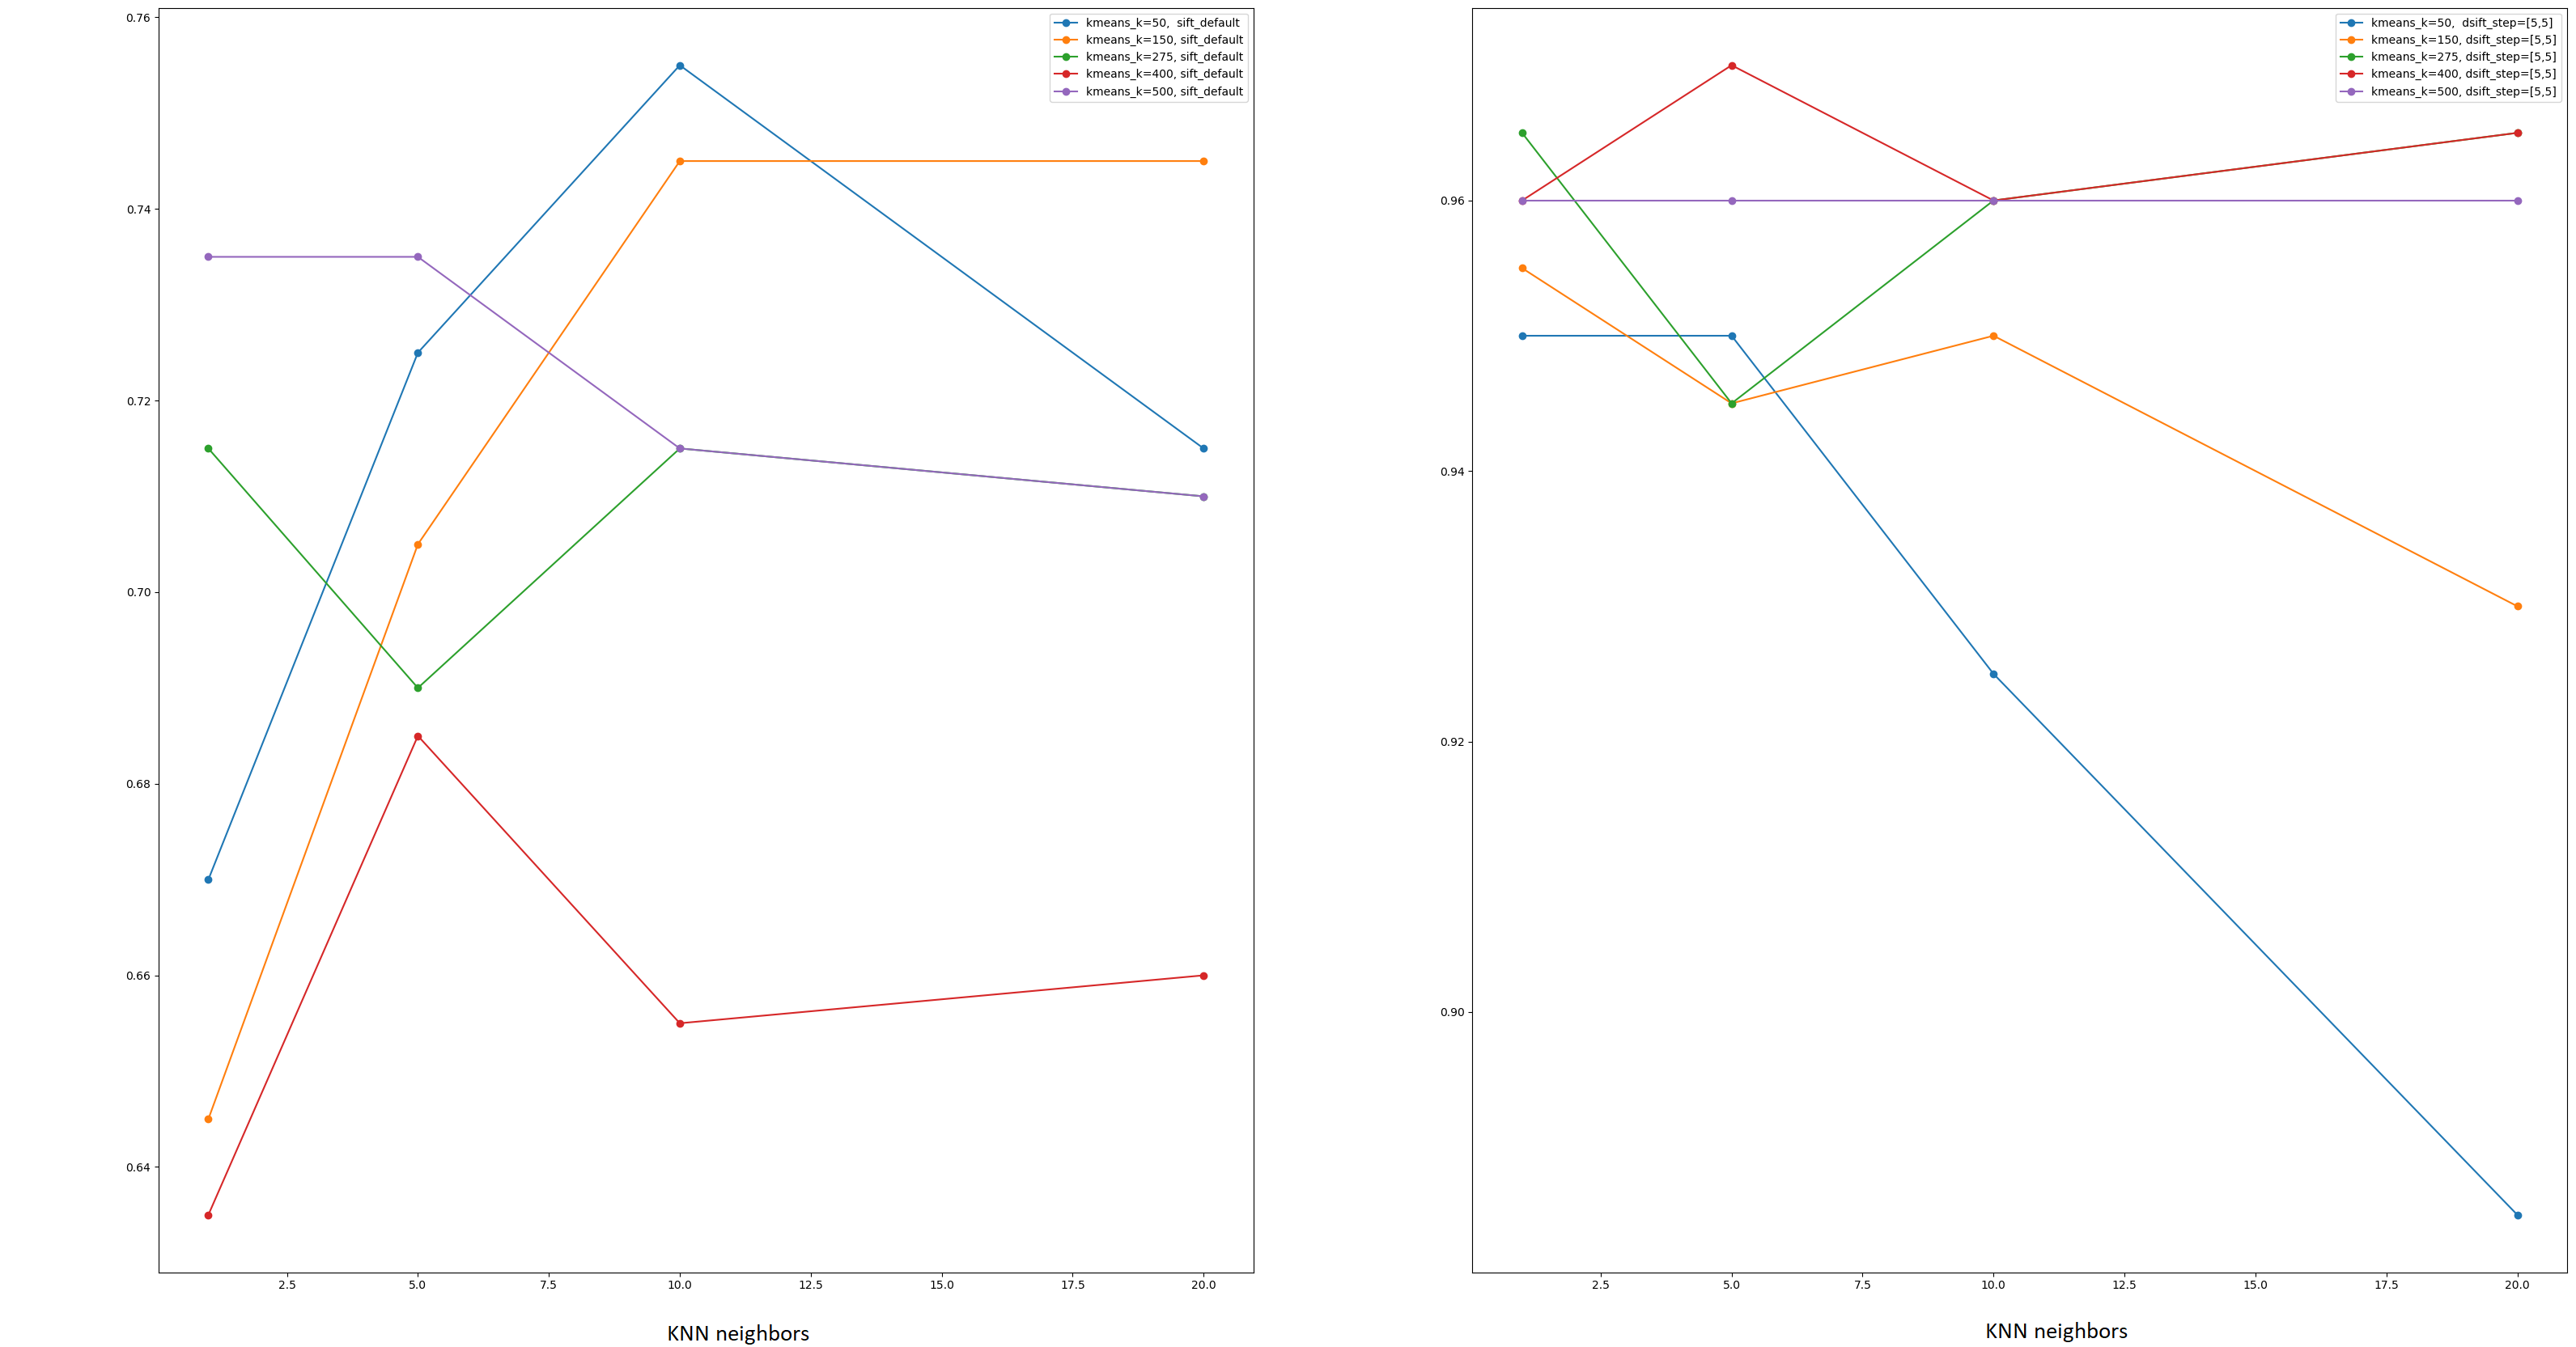 0.76
0.74
0.72
0.70
0.68
0.66
0.64
2.5 5.0 7.5 10.0 12.5 15.0 17.5 20.0
kmeans_k=50,  sift_default
kmeans_k=150, sift_default
kmeans_k=275, sift_default
kmeans_k=400, sift_default
kmeans_k=500, sift_default
KNN neighbors
0.96
0.94
0.92
0.90
2.5 5.0 7.5 10.0 12.5 15.0 17.5 20.0
kmeans_k=50,  dsift_step=[5,5]
kmeans_k=150, dsift_step=[5,5]
kmeans_k=275, dsift_step=[5,5]
kmeans_k=400, dsift_step=[5,5]
kmeans_k=500, dsift_step=[5,5]
KNN neighbors